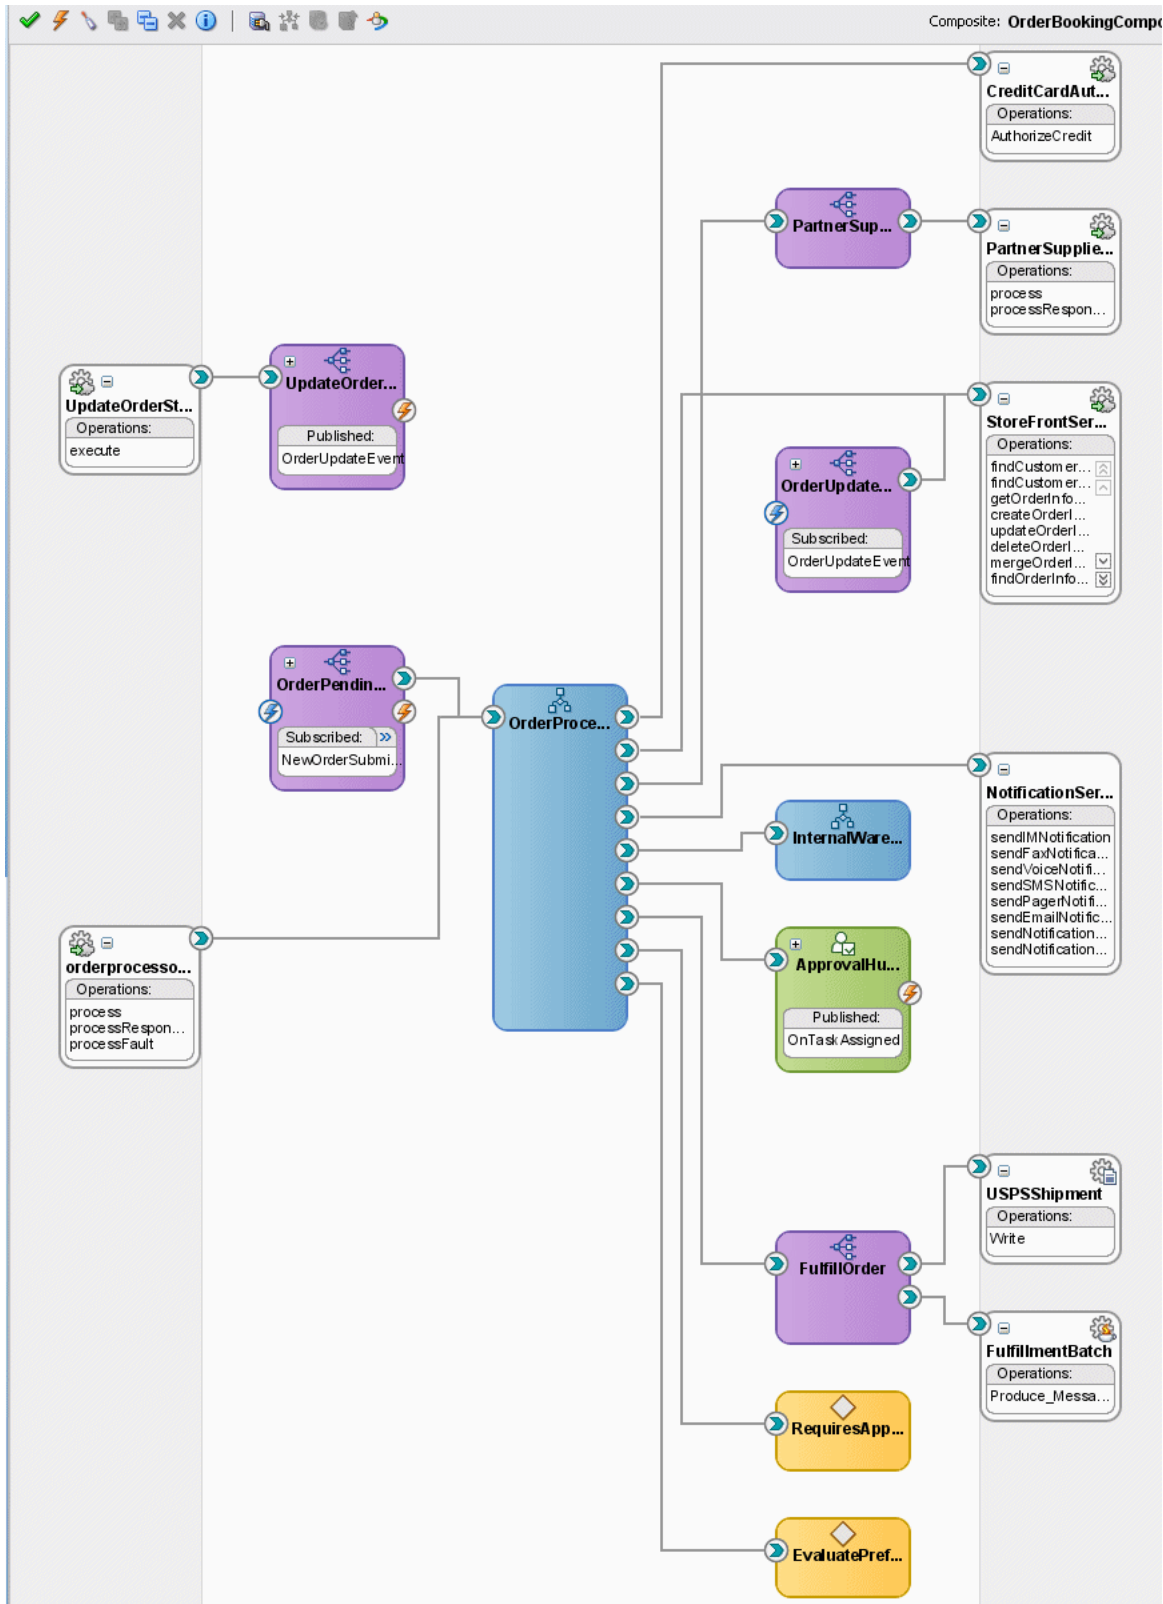 Composite: OrderBookingCompo
CreditCardAut...
Operations:
AuthorizeCredit
PartnerSup...
PartnerSupplie...
Operations:
process
processRespon...
UpdateOrderSt...
Operations:
execute
UpdateOrder...
Published:
OrderUpdateEvent
StoreFrontSer...
Operations:
findCustomer...
findCustomer...
getOrderInfo...
createOrderI...
updateOrderI...
deleteOrderI...
mergeOrderI...
findOrderInfo...
OrderUpdate...
Subscribed:
OrderUpdateEvent
OrderPendin...
Subscribed:
NewOrderSubmi...
OrderProce...
NotificationSer...
Operations:
sendIMNotification
sendFaxNotifica...
sendVoiceNotifi...
sendSMSNotific...
sendPagerNotifi...
sendEmailNotific...
sendNotification...
sendNotification...
InternalWare...
orderprocesso...
Operations:
process
processRespon...
processFault
ApprovalHu...
Published:
OnTaskAssigned
USPSShipment
Operations:
Write
FulfillOrder
FulfillmentBatch
Operations:
Produce_Messa...
RequiresApp...
EvaluatePref...